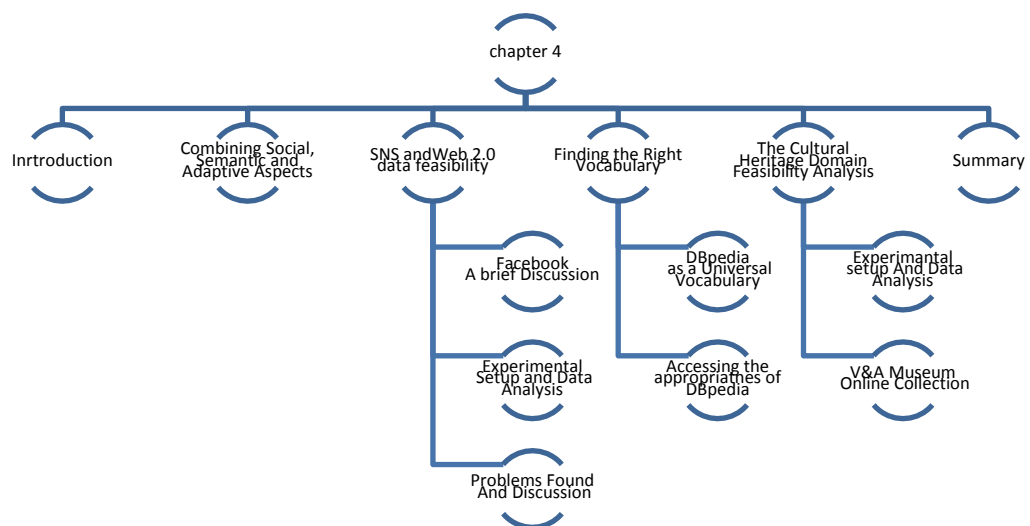 chapter 4
Inrtroduction
Combining Social,
Semantic and
Adaptive Aspects
SNS andWeb 2.0
data feasibility
Finding the Right
Vocabulary
The Cultural
Heritage Domain
Feasibility Analysis
Summary
Facebook
A brief Discussion
Experimental
Setup and Data
Analysis
Problems Found
And Discussion
DBpedia
as a Universal
Vocabulary
Accessing the
appropriathes of
DBpedia
Experimantal
setup And Data
Analysis
V&A Museum
Online Collection